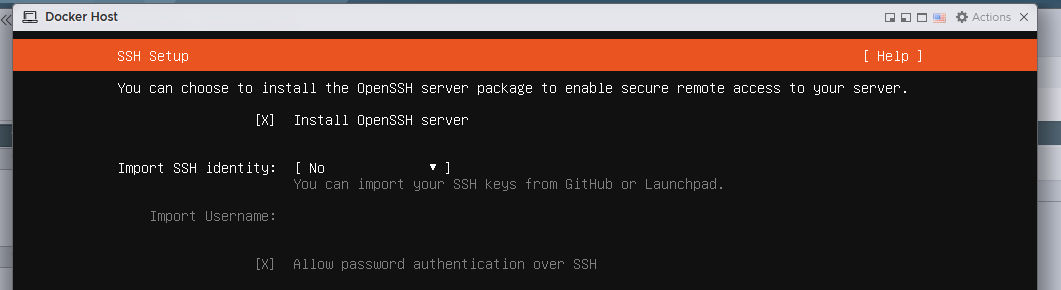 Docker Host
Actions
SSH Setup [ Help ]
You can choose to install the OpenSSH server package to enable secure remote access to your server.
[X] Install OpenSSH server
Import SSH identity: [ No ▼ ]
You can import your SSH keys from GitHub or Launchpad.
Import Username:
[X] Allow password authentication over SSH